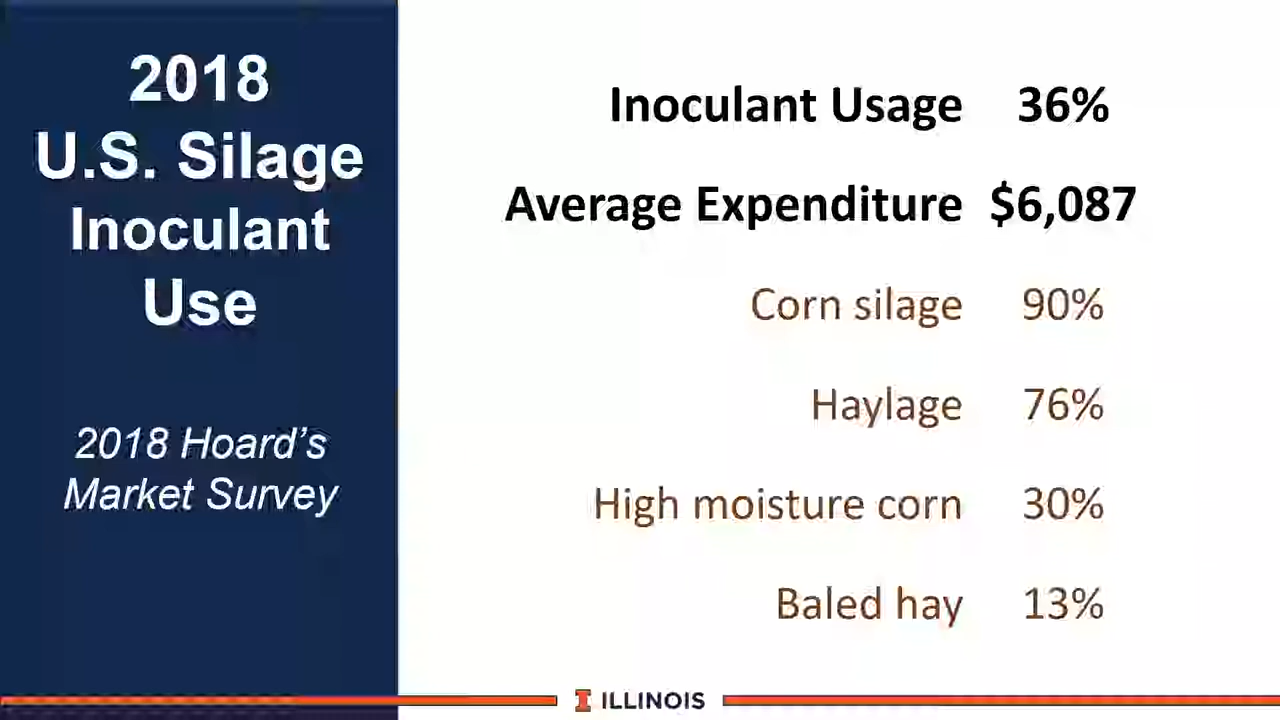 2018
U.S. Silage
Inoculant
Use
2018 Hoard's
Market Survey
Inoculant Usage 36%
Average Expenditure $6,087
Corn silage 90%
Haylage 76%
High moisture corn 30%
Baled hay 13%
I ILLINOIS